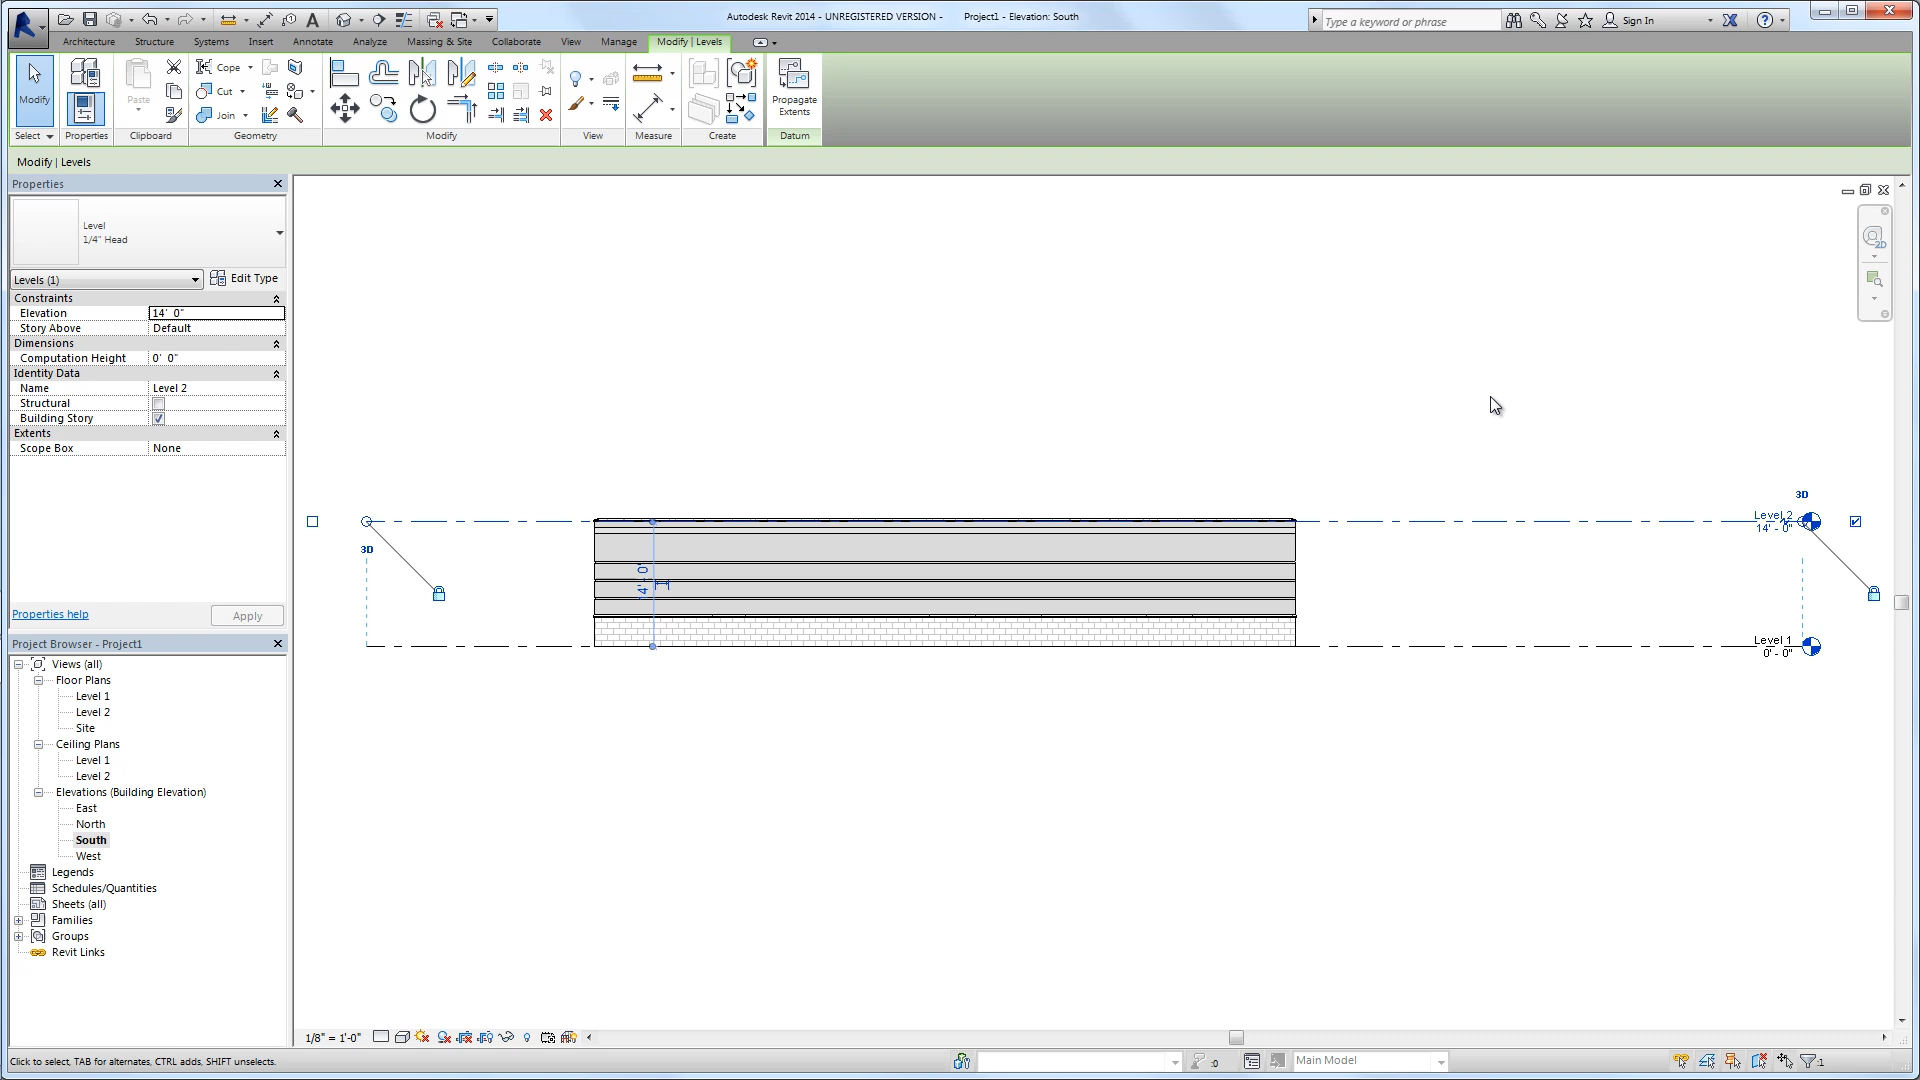 Autodesk Revit 2014 - UNREGISTERED VERSION - Project1 - Elevation: South
Type a keyword or phrase
Sign In
Architecture Structure Systems Insert Annotate Analyze Massing & Site Collaborate View Manage Modify | Levels
Modify
Paste
Cope
Cut
Join
Propagate
Extents
Select Properties Clipboard Geometry Modify View Measure Create Datum
Modify | Levels
Properties
Level
1/4" Head
Levels (1)
Edit Type
Constraints
Elevation 14' 0"
Story Above Default
Dimensions
Computation Height 0' 0"
Identity Data
Name Level 2
Structural
Building Story
Extents
Scope Box None
Properties help
Apply
Project Browser - Project1
Views (all)
Floor Plans
Level 1
Level 2
Site
Ceiling Plans
Level 1
Level 2
Elevations (Building Elevation)
East
North
South
West
Legends
Schedules/Quantities
Sheets (all)
Families
Groups
Revit Links
2D
3D
3D
Level 2
14' - 0"
Level 1
0' - 0"
1/8" = 1'-0"
Click to select, TAB for alternates, CTRL adds, SHIFT unselects.
:0
Main Model
:1